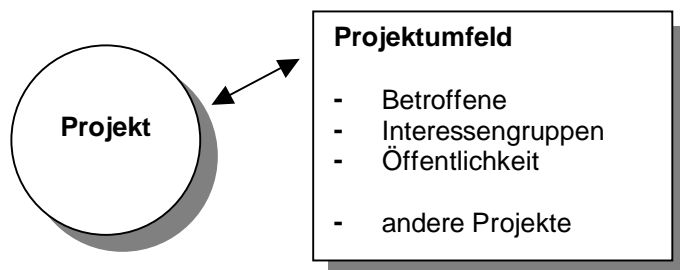 Projekt
Projektumfeld
- Betroffene
- Interessengruppen
- Öffentlichkeit
- andere Projekte